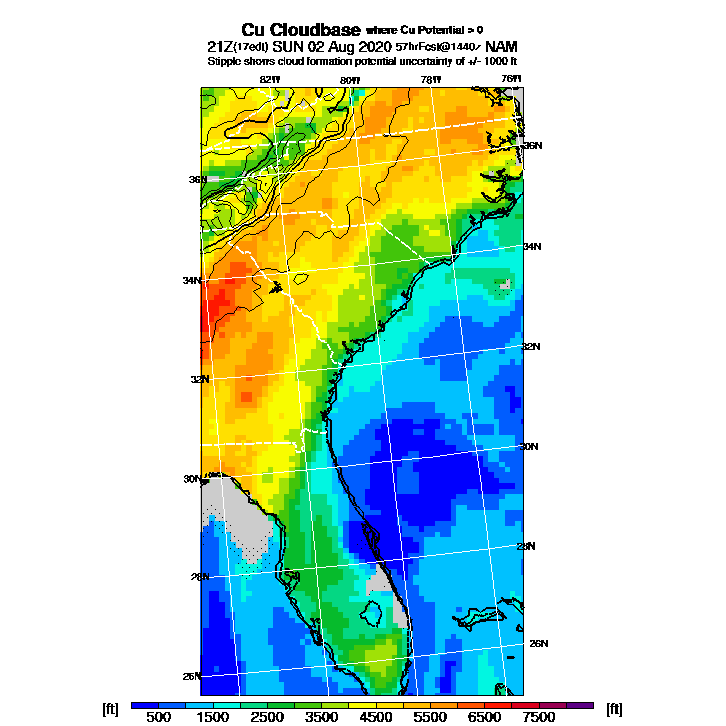 Cu Cloudbase where Cu Potential > 0
21Z(17edt) SUN 02 Aug 2020 57hrFcst@1440z NAM
Stipple shows cloud formation potential uncertainty of +/- 1000 ft
82W 80W 78W 76W
36N
36N
34N
34N
32N
32N
30N
30N
28N
28N
26N
26N
[ft] 500 1500 2500 3500 4500 5500 6500 7500 [ft]